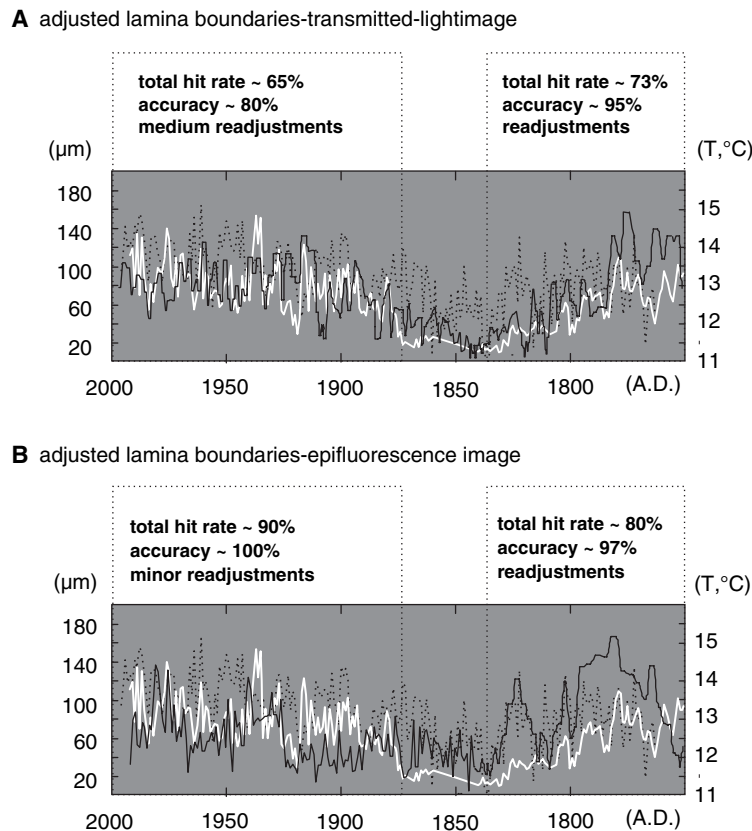 A adjusted lamina boundaries-transmitted-lightimage
total hit rate ~ 65%
accuracy ~ 80%
medium readjustments
total hit rate ~ 73%
accuracy ~ 95%
readjustments
(µm)
(T,°C)
180
140
100
60
20
15
14
13
12
11
2000
1950
1900
1850
1800
(A.D.)
B adjusted lamina boundaries-epifluorescence image
total hit rate ~ 90%
accuracy ~ 100%
minor readjustments
total hit rate ~ 80%
accuracy ~ 97%
readjustments
(µm)
(T,°C)
180
140
100
60
20
15
14
13
12
11
2000
1950
1900
1850
1800
(A.D.)